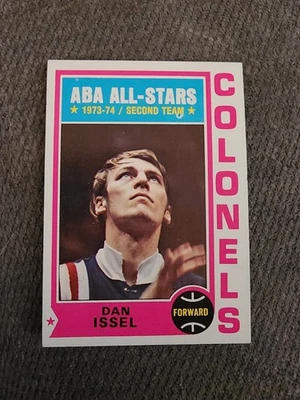 ABA ALL-STARS
★ 1973-74 / SECOND TEAM ★
COLONELS
DAN
ISSEL
FORWARD